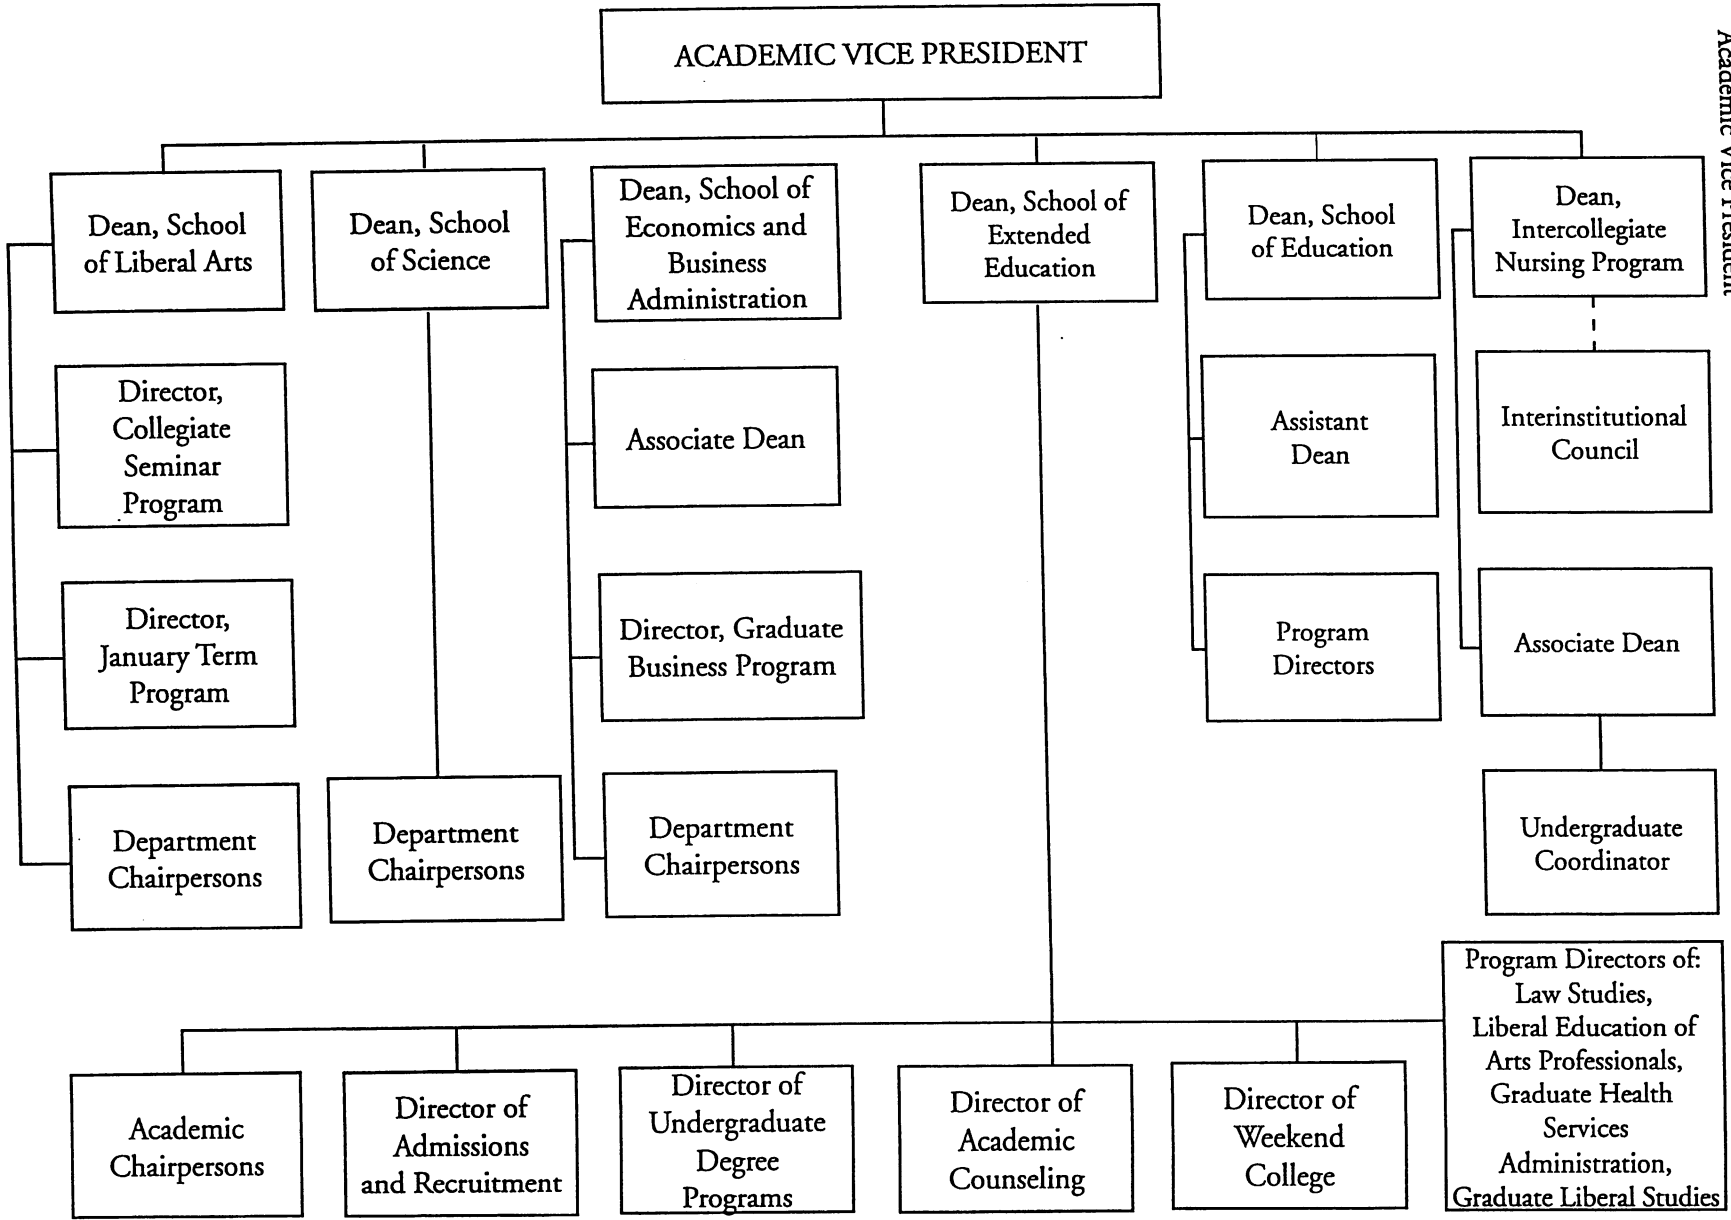 ACADEMIC VICE PRESIDENT
Academic Vice President
Dean, School
of Liberal Arts
Dean, School
of Science
Dean, School of
Economics and
Business
Administration
Dean, School of
Extended
Education
Dean, School
of Education
Dean,
Intercollegiate
Nursing Program
Director,
Collegiate
Seminar
Program
Associate Dean
Assistant
Dean
Interinstitutional
Council
Director,
January Term
Program
Director, Graduate
Business Program
Program
Directors
Associate Dean
Department
Chairpersons
Department
Chairpersons
Department
Chairpersons
Undergraduate
Coordinator
Academic
Chairpersons
Director of
Admissions
and Recruitment
Director of
Undergraduate
Degree
Programs
Director of
Academic
Counseling
Director of
Weekend
College
Program Directors of:
Law Studies,
Liberal Education of
Arts Professionals,
Graduate Health
Services
Administration,
Graduate Liberal Studies